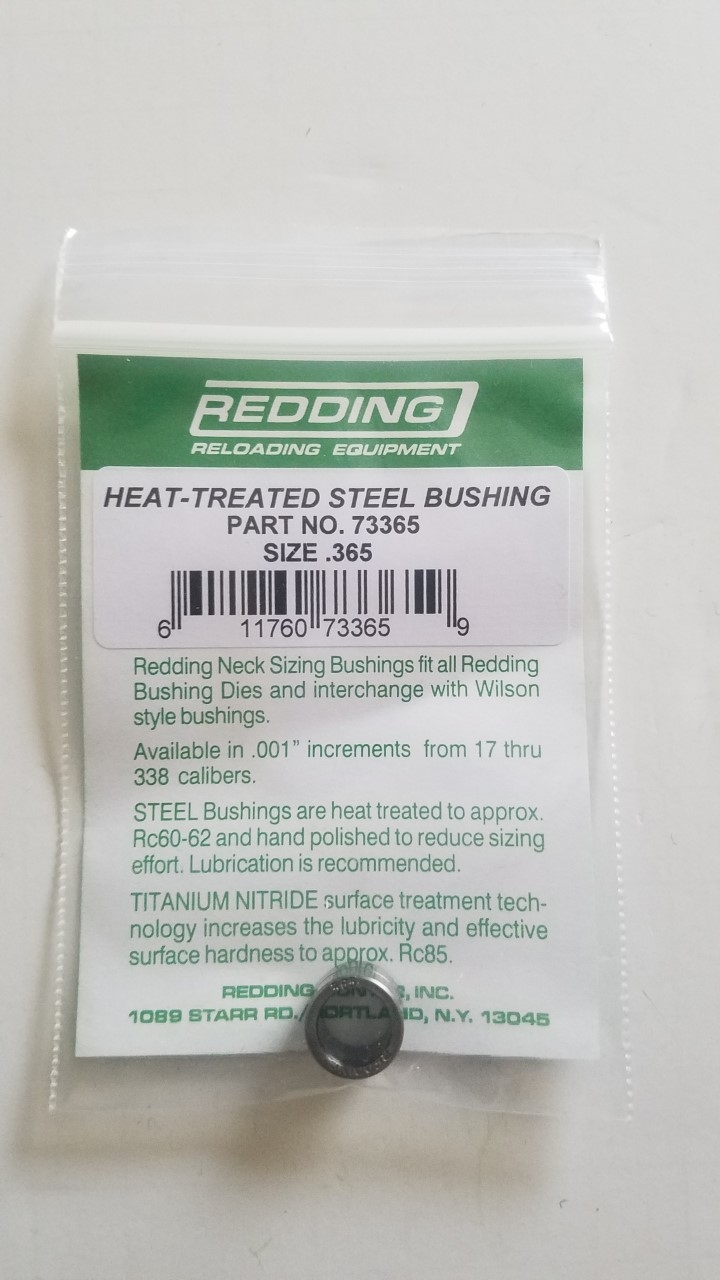 REDDING
RELOADING EQUIPMENT
HEAT-TREATED STEEL BUSHING
PART NO. 73365
SIZE .365
6 11760 73365 9
Redding Neck Sizing Bushings fit all Redding
Bushing Dies and interchange with Wilson
style bushings.
Available in .001” increments from 17 thru
338 calibers.
STEEL Bushings are heat treated to approx.
Rc60-62 and hand polished to reduce sizing
effort. Lubrication is recommended.
TITANIUM NITRIDE surface treatment tech-
nology increases the lubricity and effective
surface hardness to approx. Rc85.
REDDING INC.
1089 STARR RD./ N.Y. 13045